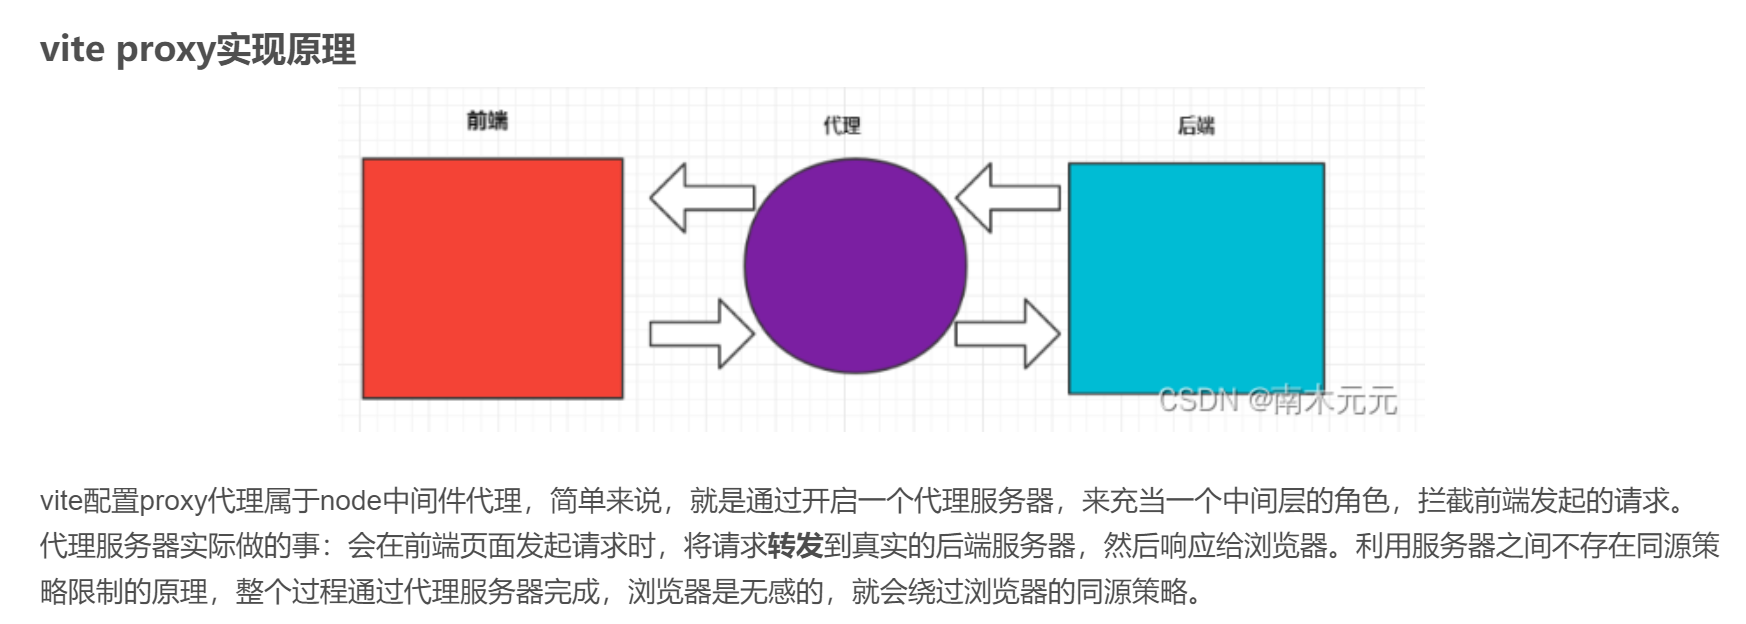 vite proxy实现原理
前端
代理
后端
CSDN @南木元元
vite配置proxy代理属于node中间件代理，简单来说，就是通过开启一个代理服务器，来充当一个中间层的角色，拦截前端发起的请求。
代理服务器实际做的事：会在前端页面发起请求时，将请求转发到真实的后端服务器，然后响应给浏览器。利用服务器之间不存在同源策
略限制的原理，整个过程通过代理服务器完成，浏览器是无感的，就会绕过浏览器的同源策略。